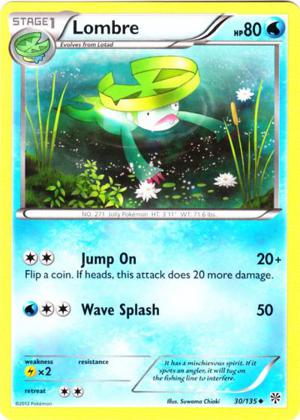 STAGE1 Lombre HP80
Evolves from Lotad
NO. 271 Jolly Pokémon HT. 3'11" WT. 71.6 lbs.
Jump On 20+
Flip a coin. If heads, this attack does 20 more damage.
Wave Splash 50
weakness resistance
×2
It has a mischievous spirit. If it
spots an angler, it will tug on
the fishing line to interfere.
retreat
Illus. Suwama Chiaki 30/135
©2012 Pokémon